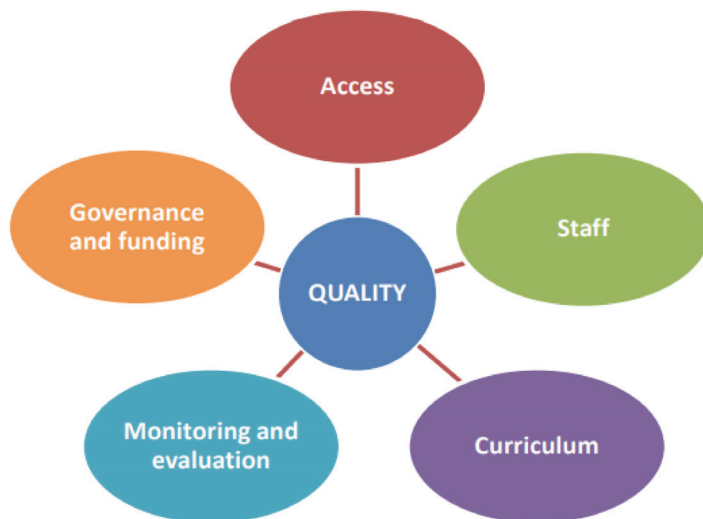 Access
Governance
and funding
Staff
QUALITY
Monitoring and
evaluation
Curriculum